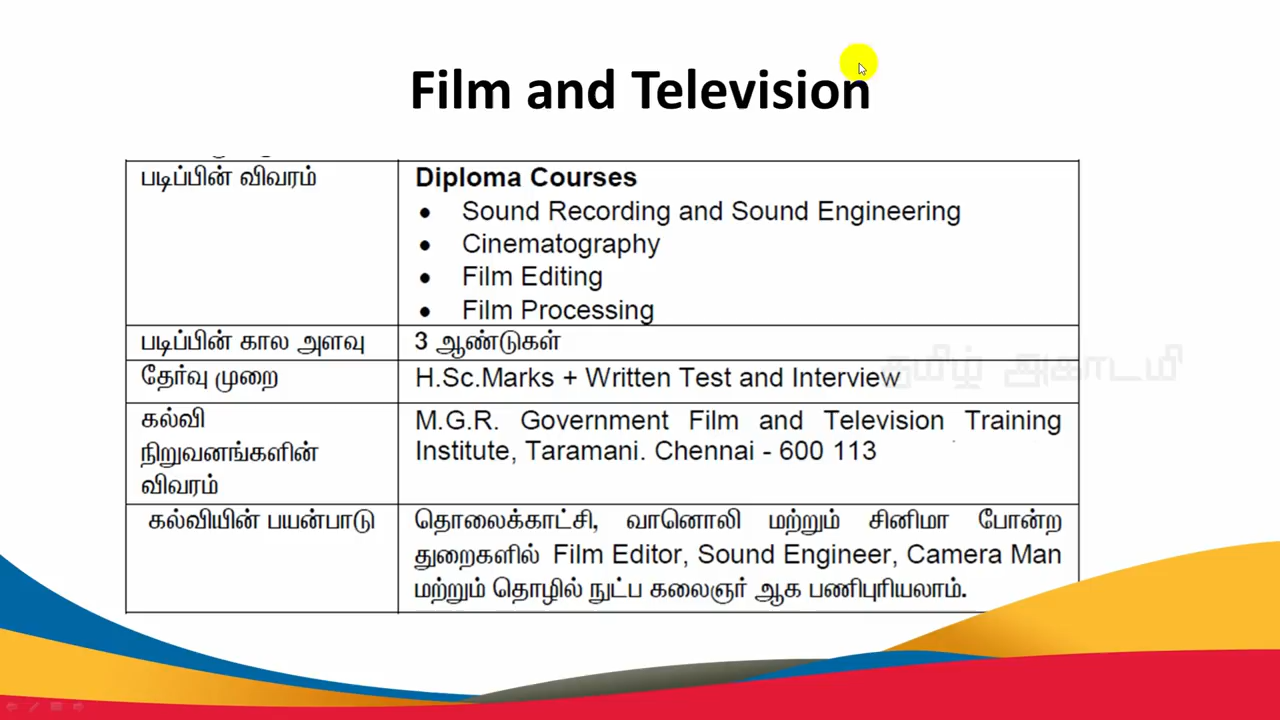 Film and Television
படிப்பின் விவரம்
Diploma Courses
• Sound Recording and Sound Engineering
• Cinematography
• Film Editing
• Film Processing
படிப்பின் கால அளவு
3 ஆண்டுகள்
தேர்வு முறை
H.Sc.Marks + Written Test and Interview
கல்வி
நிறுவனங்களின்
விவரம்
M.G.R. Government Film and Television Training
Institute, Taramani. Chennai - 600 113
கல்வியின் பயன்பாடு
தொலைக்காட்சி, வானொலி மற்றும் சினிமா போன்ற
துறைகளில் Film Editor, Sound Engineer, Camera Man
மற்றும் தொழில் நுட்ப கலைஞர் ஆக பணிபுரியலாம்.
தமிழ் அகாடமி